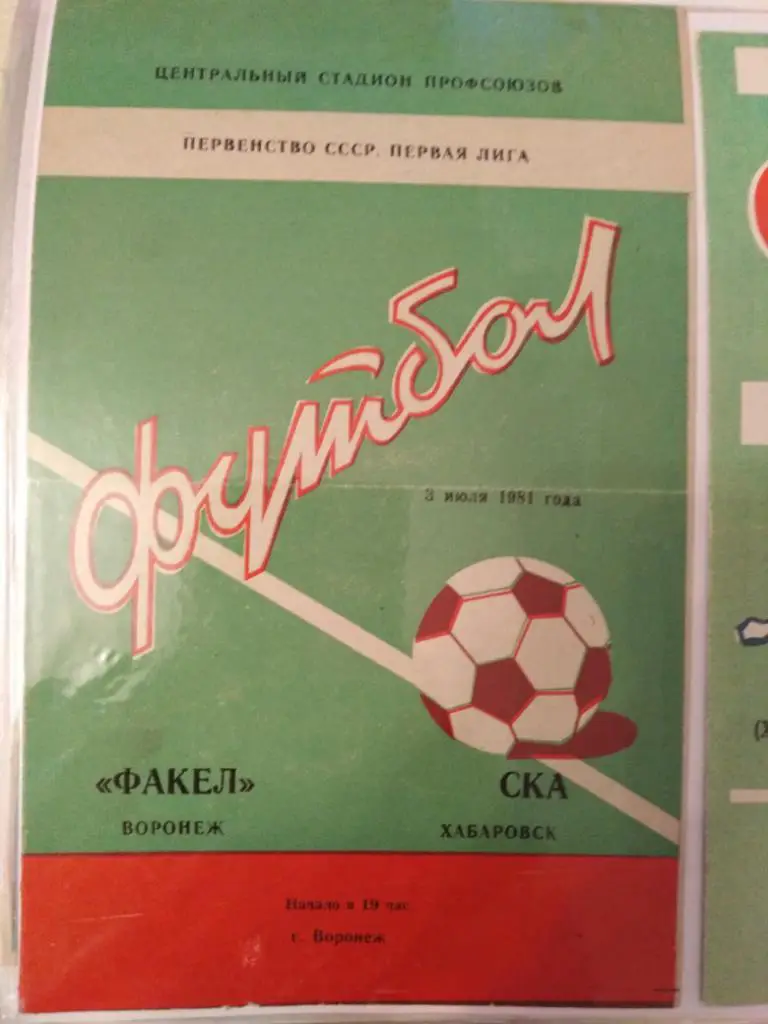 ЦЕНТРАЛЬНЫЙ СТАДИОН ПРОФСОЮЗОВ
ПЕРВЕНСТВО СССР. ПЕРВАЯ ЛИГА
футбол
3 июля 1981 года
«ФАКЕЛ» СКА
ВОРОНЕЖ ХАБАРОВСК
Начало в 19 час.
г. Воронеж